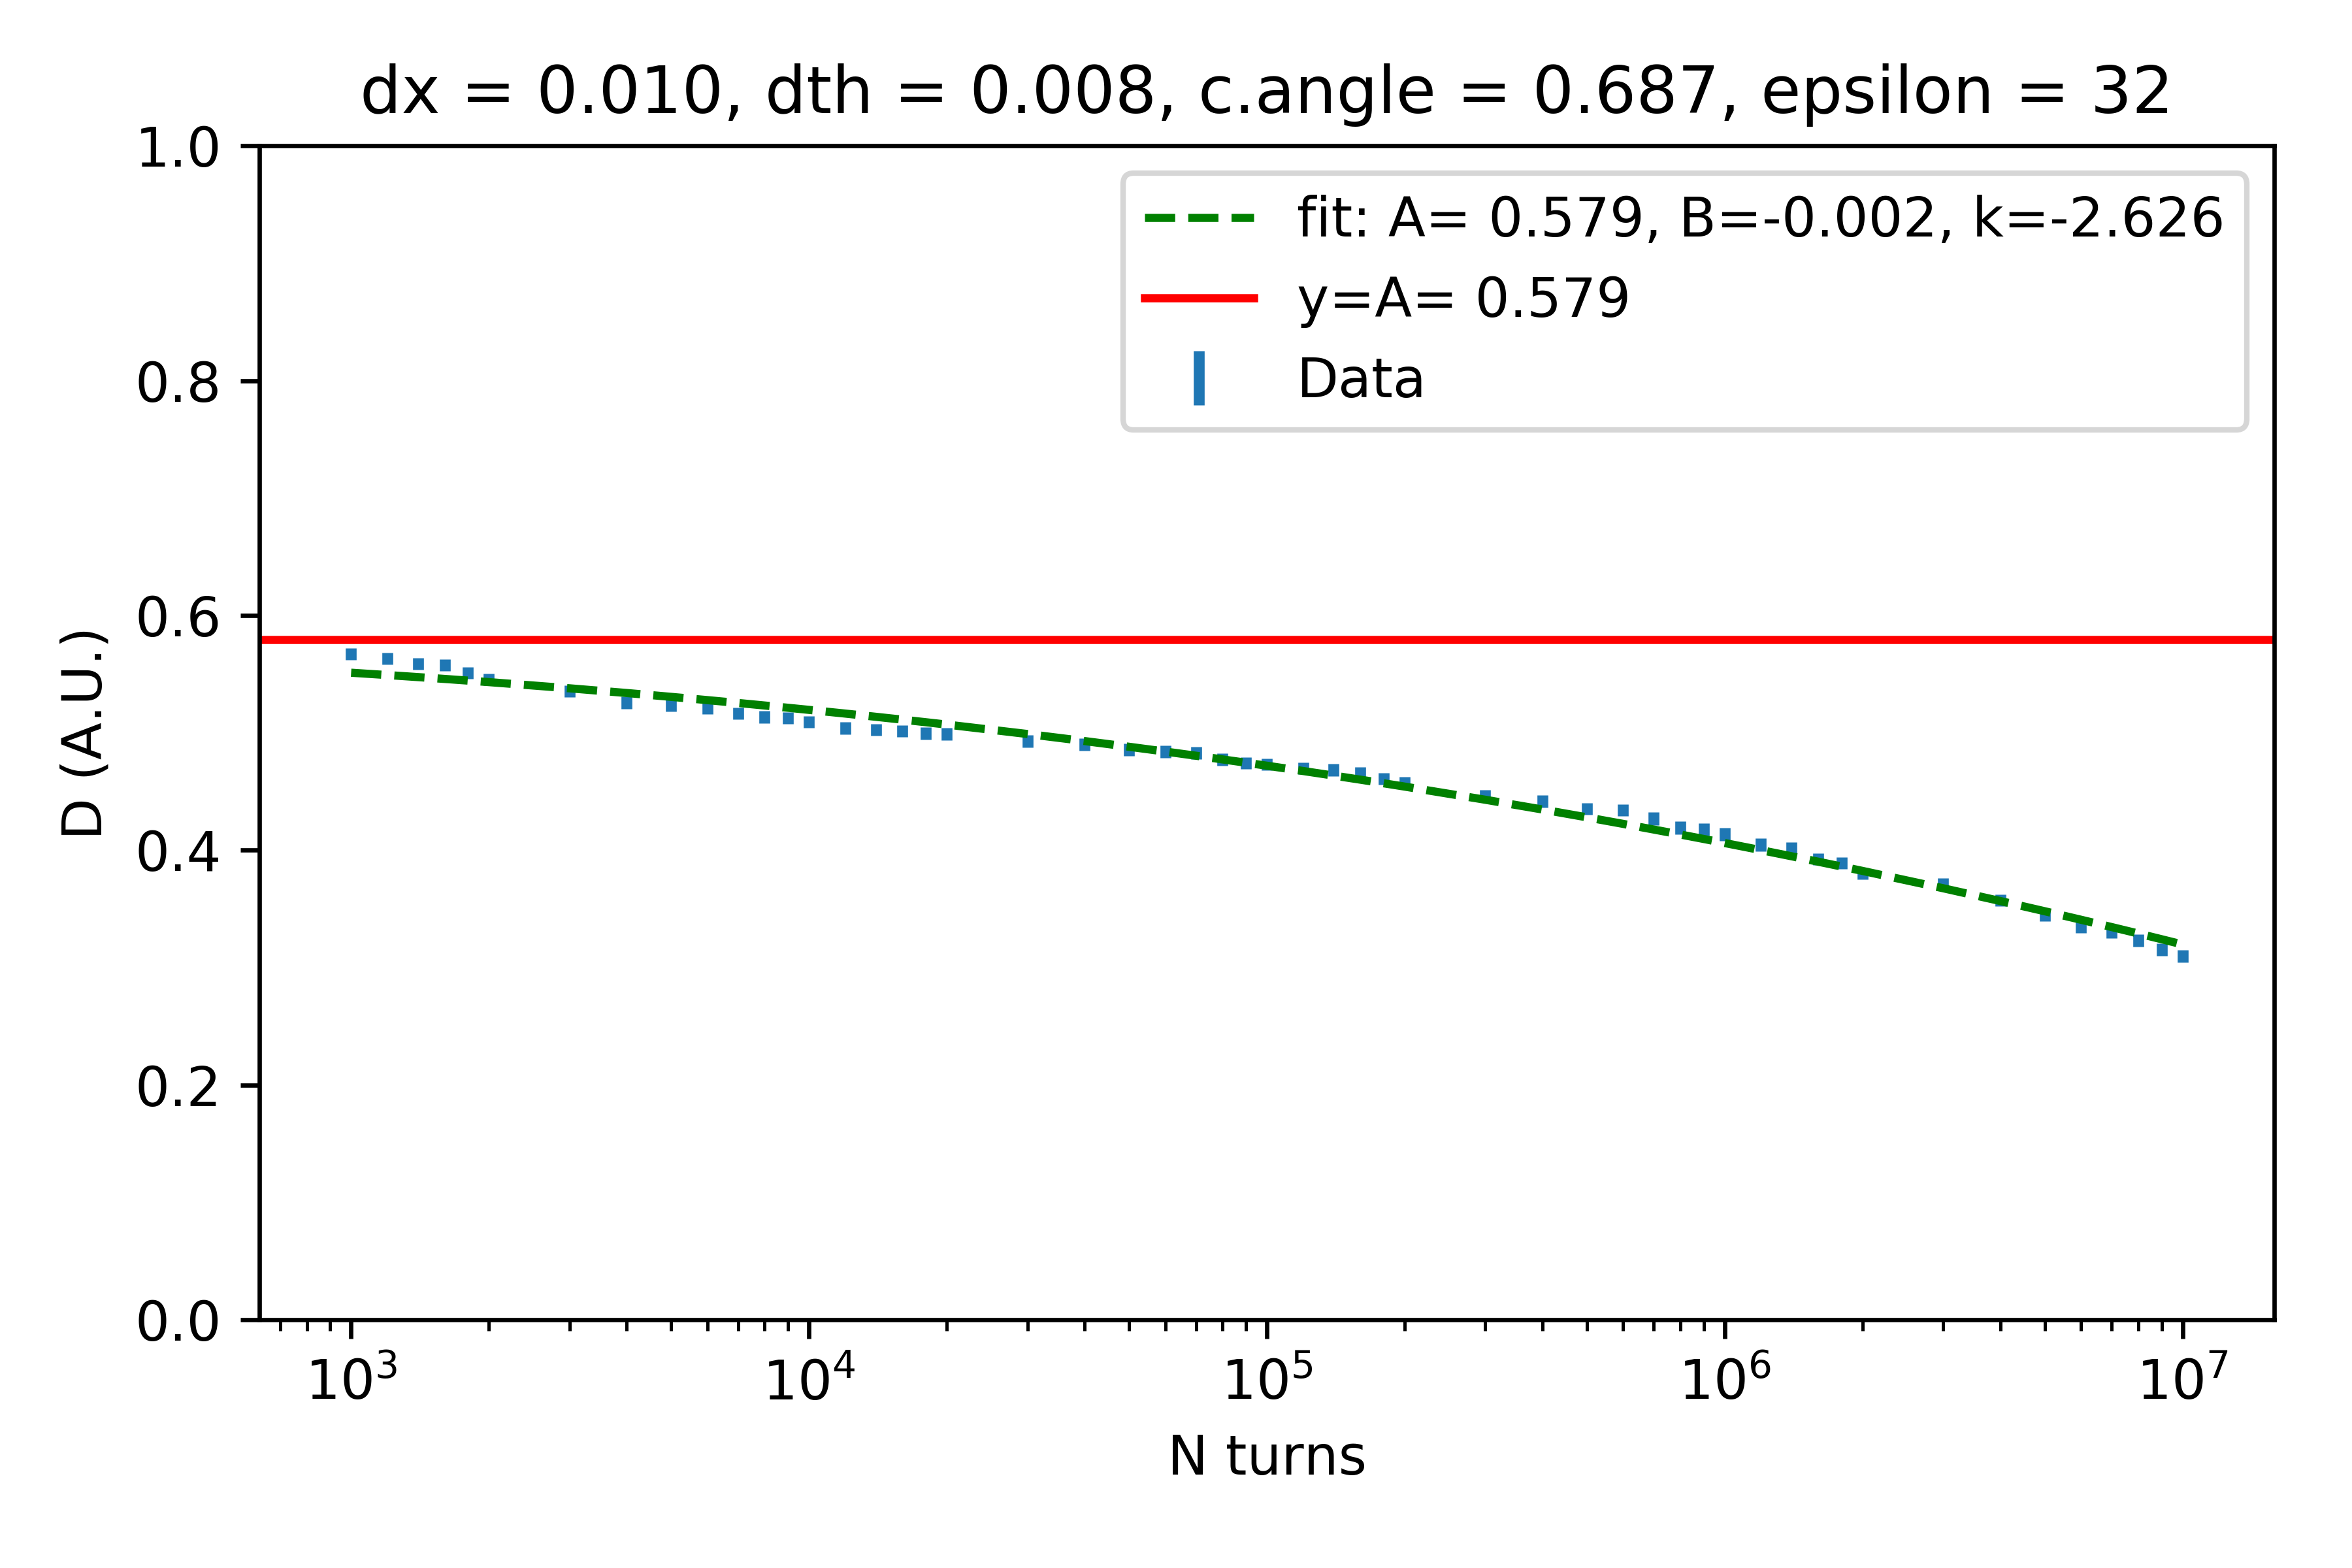 dx = 0.010, dth = 0.008, c.angle = 0.687, epsilon = 32
1.0
0.8
0.6
0.4
0.2
0.0
D (A.U.)
fit: A= 0.579, B=-0.002, k=-2.626
y=A= 0.579
Data
10³ 10⁴ 10⁵ 10⁶ 10⁷
N turns